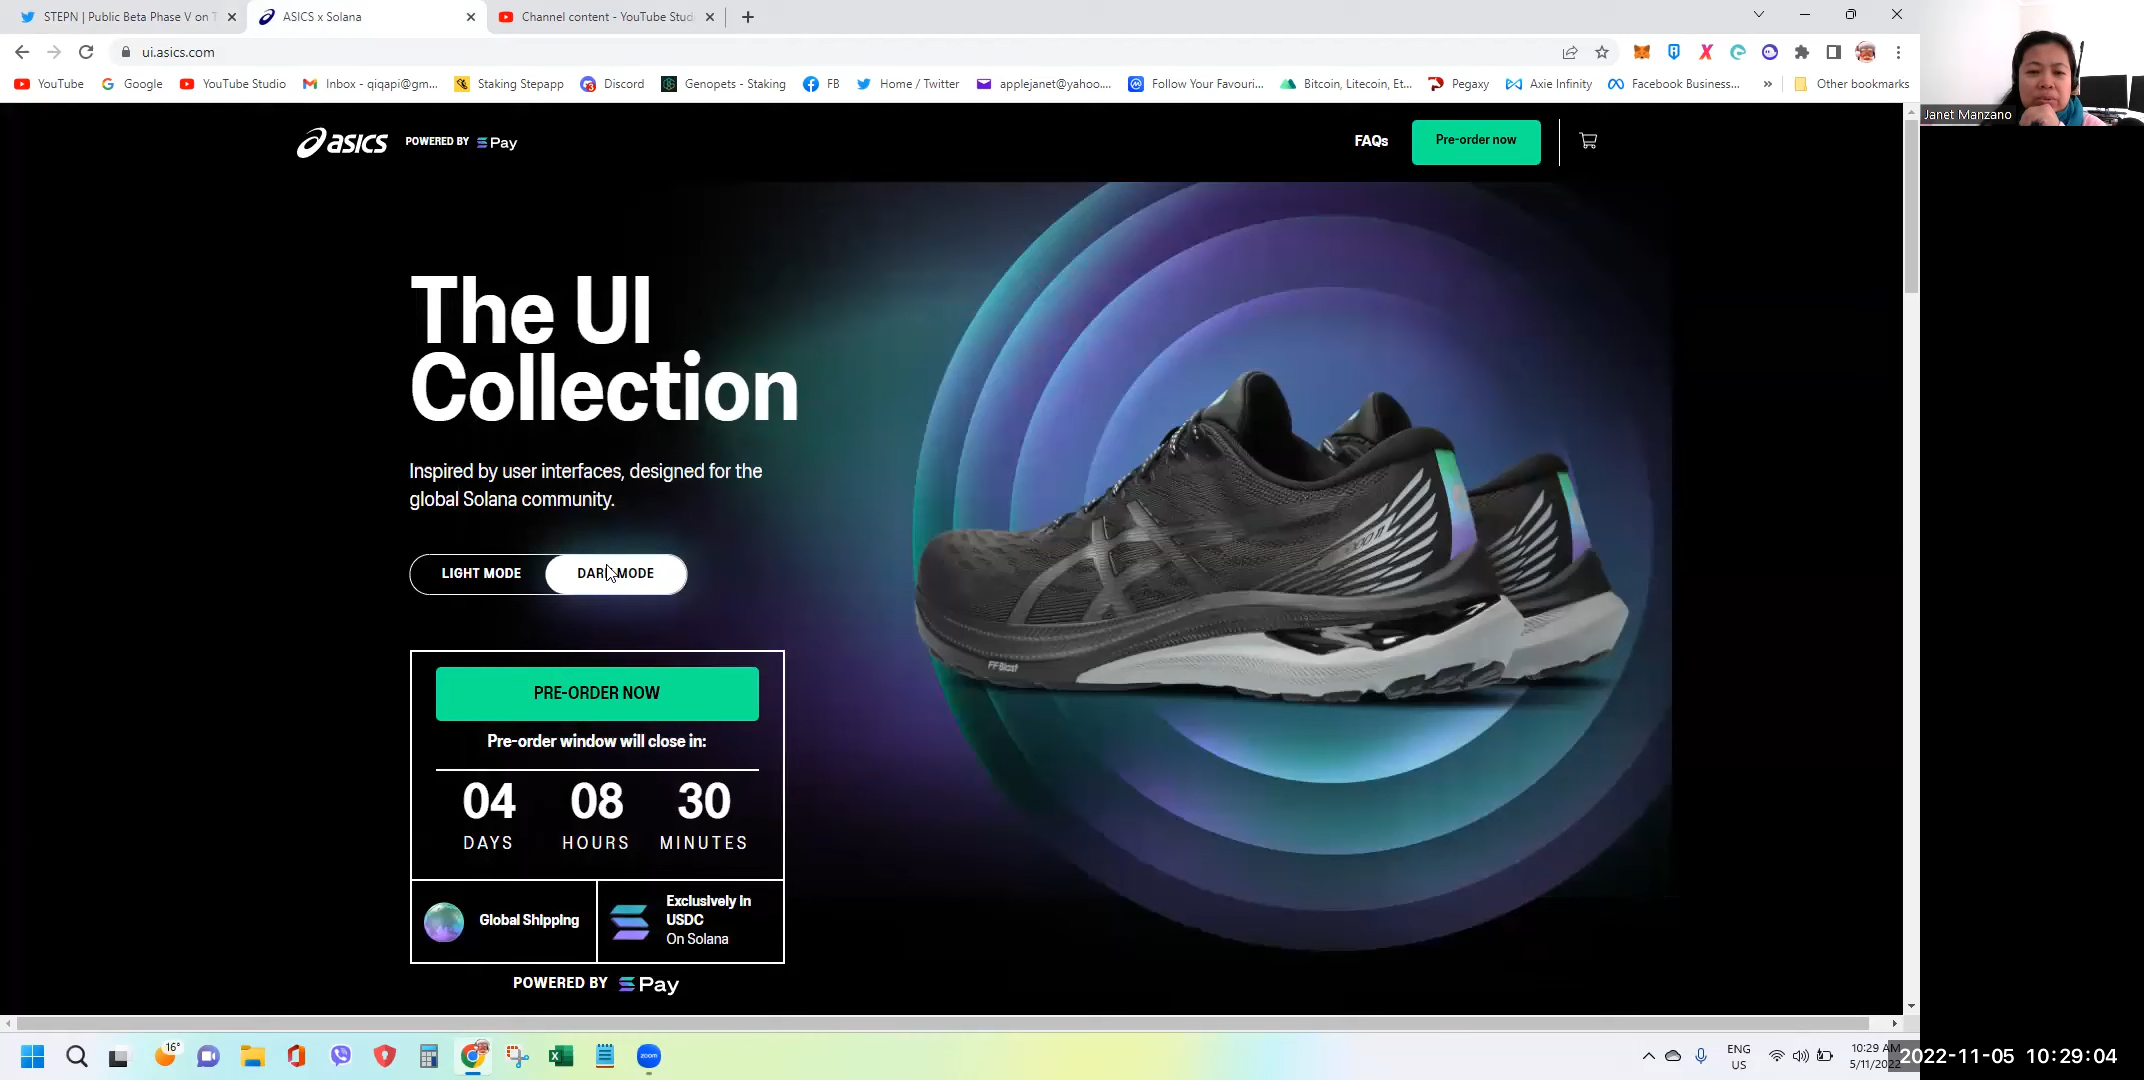 STEPN | Public Beta Phase V on T
ASICS x Solana
Channel content - YouTube Stud
ui.asics.com
YouTube
Google
YouTube Studio
Inbox - qiqapi@gm...
Staking Stepapp
Discord
Genopets - Staking
FB
Home / Twitter
applejanet@yahoo....
Follow Your Favouri...
Bitcoin, Litecoin, Et...
Pegaxy
Axie Infinity
Facebook Business...
Other bookmarks
Janet Manzano
asics
POWERED BY Pay
FAQs
Pre-order now
The UI
Collection
Inspired by user interfaces, designed for the
global Solana community.
LIGHT MODE
DARK MODE
FF Blast
PRE-ORDER NOW
Pre-order window will close in:
04 08 30
DAYS HOURS MINUTES
Global Shipping
Exclusively in
USDC
On Solana
POWERED BY Pay
16°
zoom
ENG
US
10:29 AM
5/11/2022
2022-11-05 10:29:04